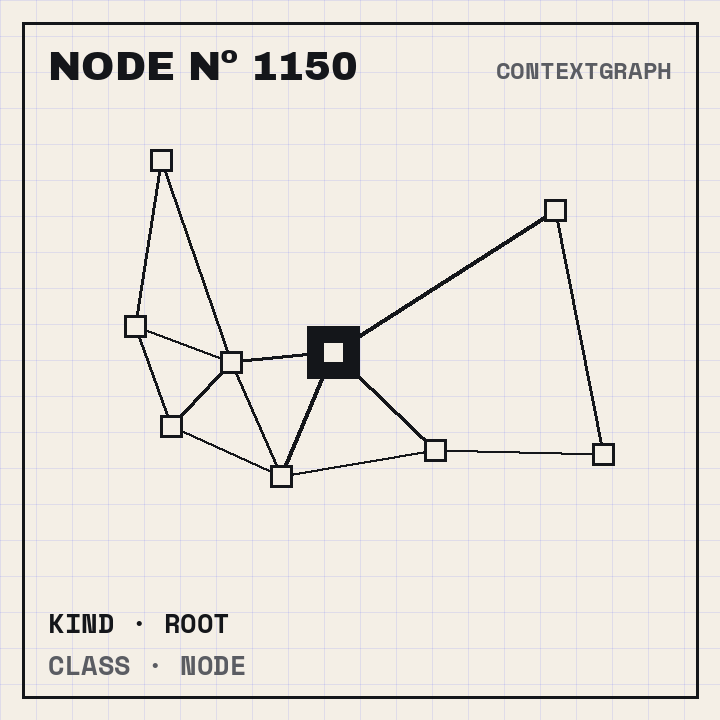 NODE Nº 1150
CONTEXTGRAPH
KIND · ROOT
CLASS · NODE